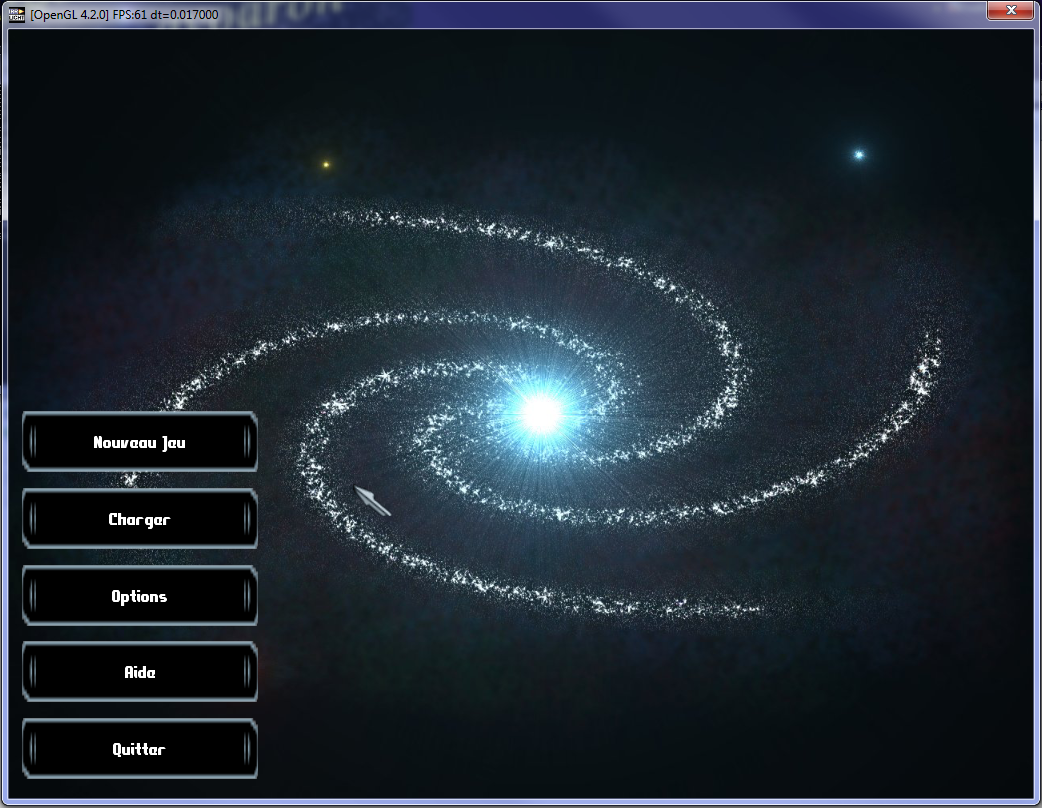 [OpenGL 4.2.0] FPS:61 dt=0.017000
Nouveau Jeu
Charger
Options
Aide
Quitter